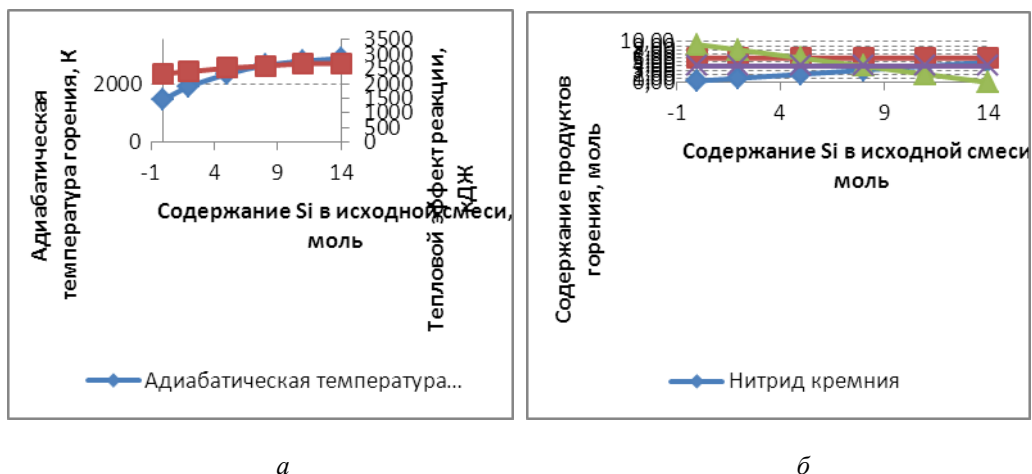 Адиабатическая
температура горения, К
2000
0
3500
3000
2500
2000
1500
1000
500
0
-1 4 9 14
Содержание Si в исходной смеси,
моль
Тепловой эффект реакции,
кДЖ
Адиабатическая температура…
Содержание продуктов
горения, моль
10,00
0,00
-1 4 9 14
Содержание Si в исходной смеси
моль
Нитрид кремния
а
б